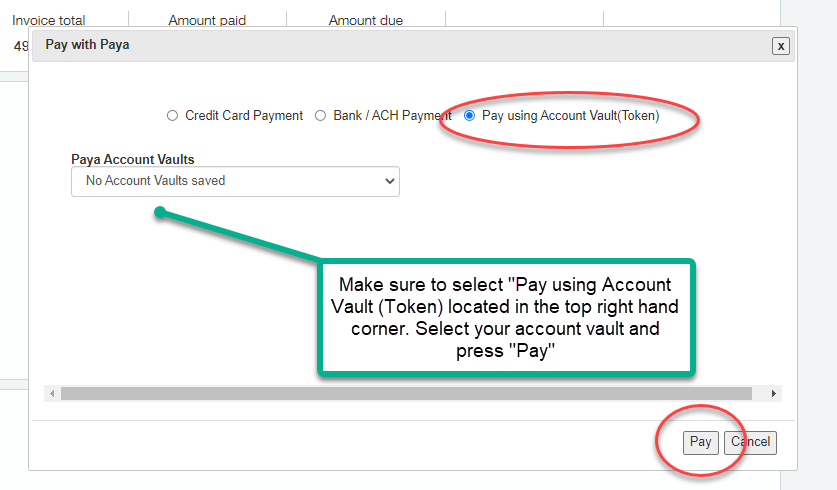 Invoice total Amount paid Amount due
49
Pay with Paya x
Credit Card Payment Bank / ACH Payment Pay using Account Vault(Token)
Paya Account Vaults
No Account Vaults saved
Make sure to select "Pay using Account
Vault (Token) located in the top right hand
corner. Select your account vault and
press "Pay"
Pay Cancel